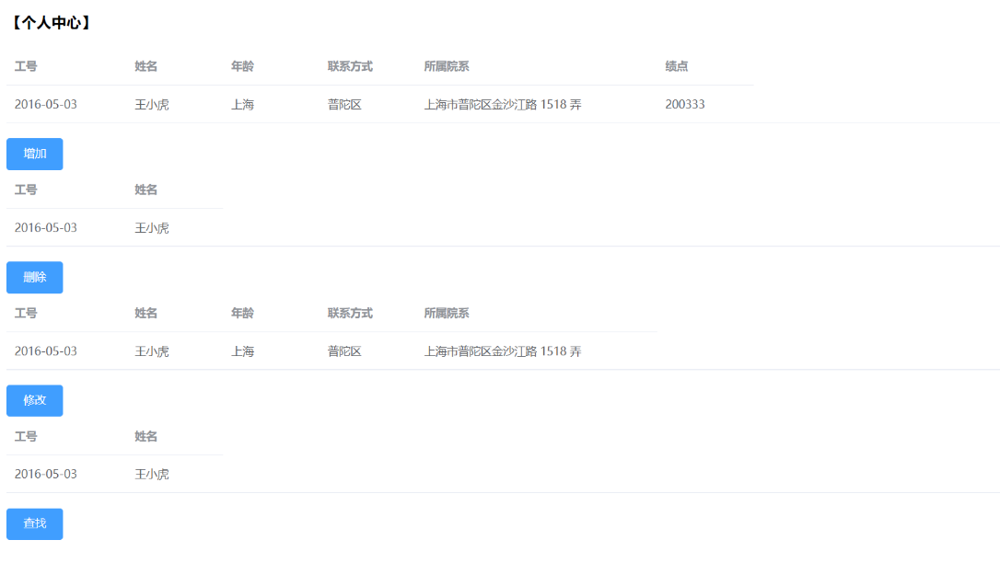 【个人中心】
工号 姓名 年龄 联系方式 所属院系 绩点
2016-05-03 王小虎 上海 普陀区 上海市普陀区金沙江路 1518 弄 200333
增加
工号 姓名
2016-05-03 王小虎
删除
工号 姓名 年龄 联系方式 所属院系
2016-05-03 王小虎 上海 普陀区 上海市普陀区金沙江路 1518 弄
修改
工号 姓名
2016-05-03 王小虎
查找